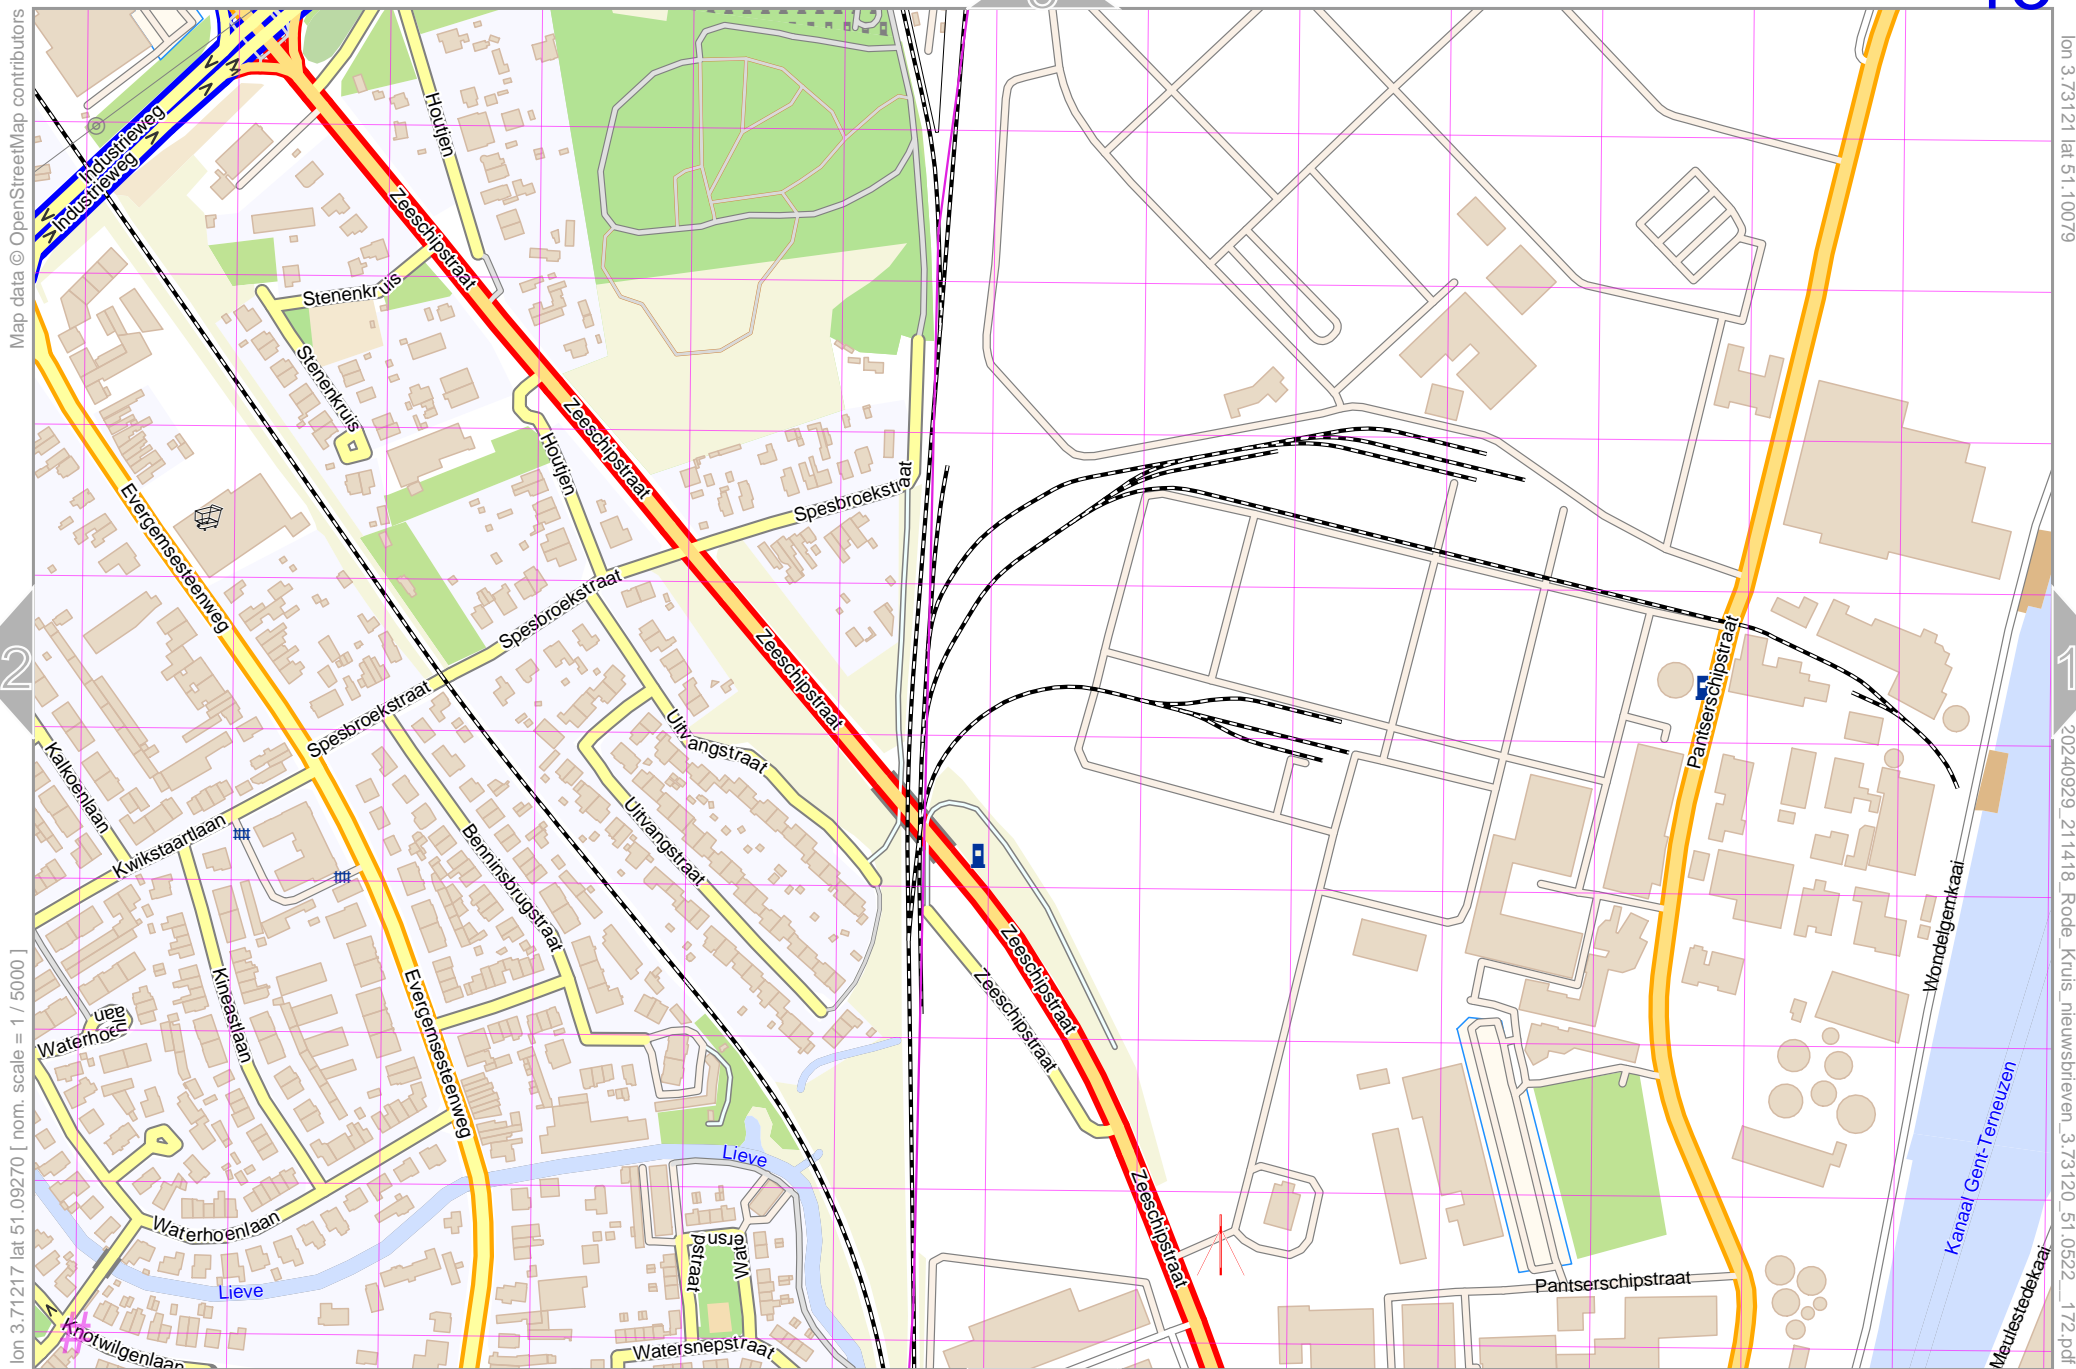 Map data © OpenStreetMap contributors
lon 3.73121 lat 51.10079
lon 3.71217 lat 51.09270 [ nom. scale = 1 / 5000 ]
20240929_211418_Rode_Kruis_nieuwsbrieven_3.73120_51.0522__172.pdf
2
1
Industrieweg
Industrieweg
Houtjen
Zeeschipstraat
Stenenkruis
Stenenkruis
Zeeschipstraat
Houtjen
Spesbroekstraat
Evergemsesteenweg
Spesbroekstraat
Zeeschipstraat
Pantserschipstraat
Spesbroekstraat
Uitvangstraat
Kalkoenlaan
Uitvangstraat
Kwikstaartlaan
Benninsbrugstraat
Wondelgemkaai
Zeeschipstraat
Zeeschipstraat
Kineastlaan
Evergemsesteenweg
Waterhoenlaan
Kanaal Gent-Terneuzen
Lieve
Zeeschipstraat
Waterhoenlaan
Watersnepstraat
Lieve
Pantserschipstraat
Meulestedekaai
Knotwilgenlaan
Watersnepstraat